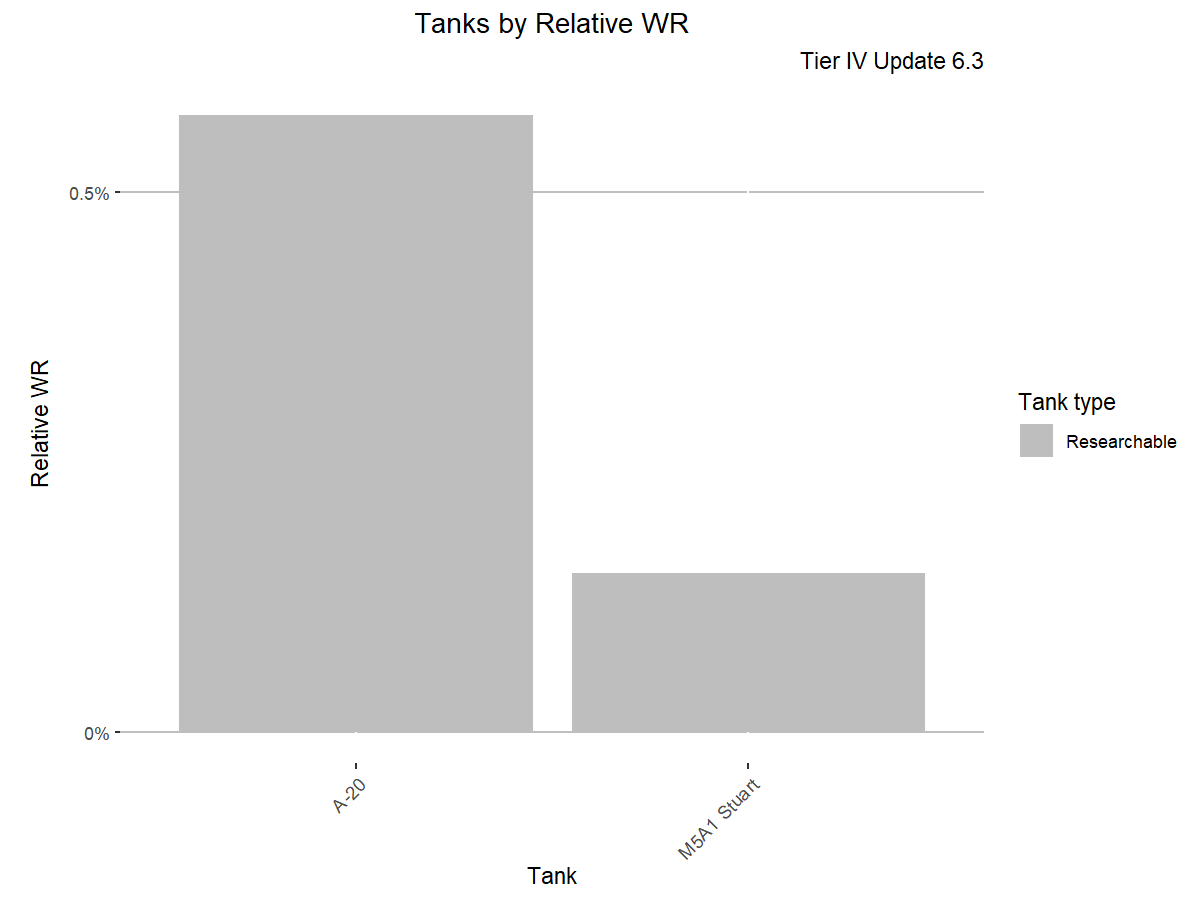 Tanks by Relative WR
Tier IV Update 6.3
0.5%
0%
Relative WR
A-20
M5A1 Stuart
Tank
Tank type
Researchable